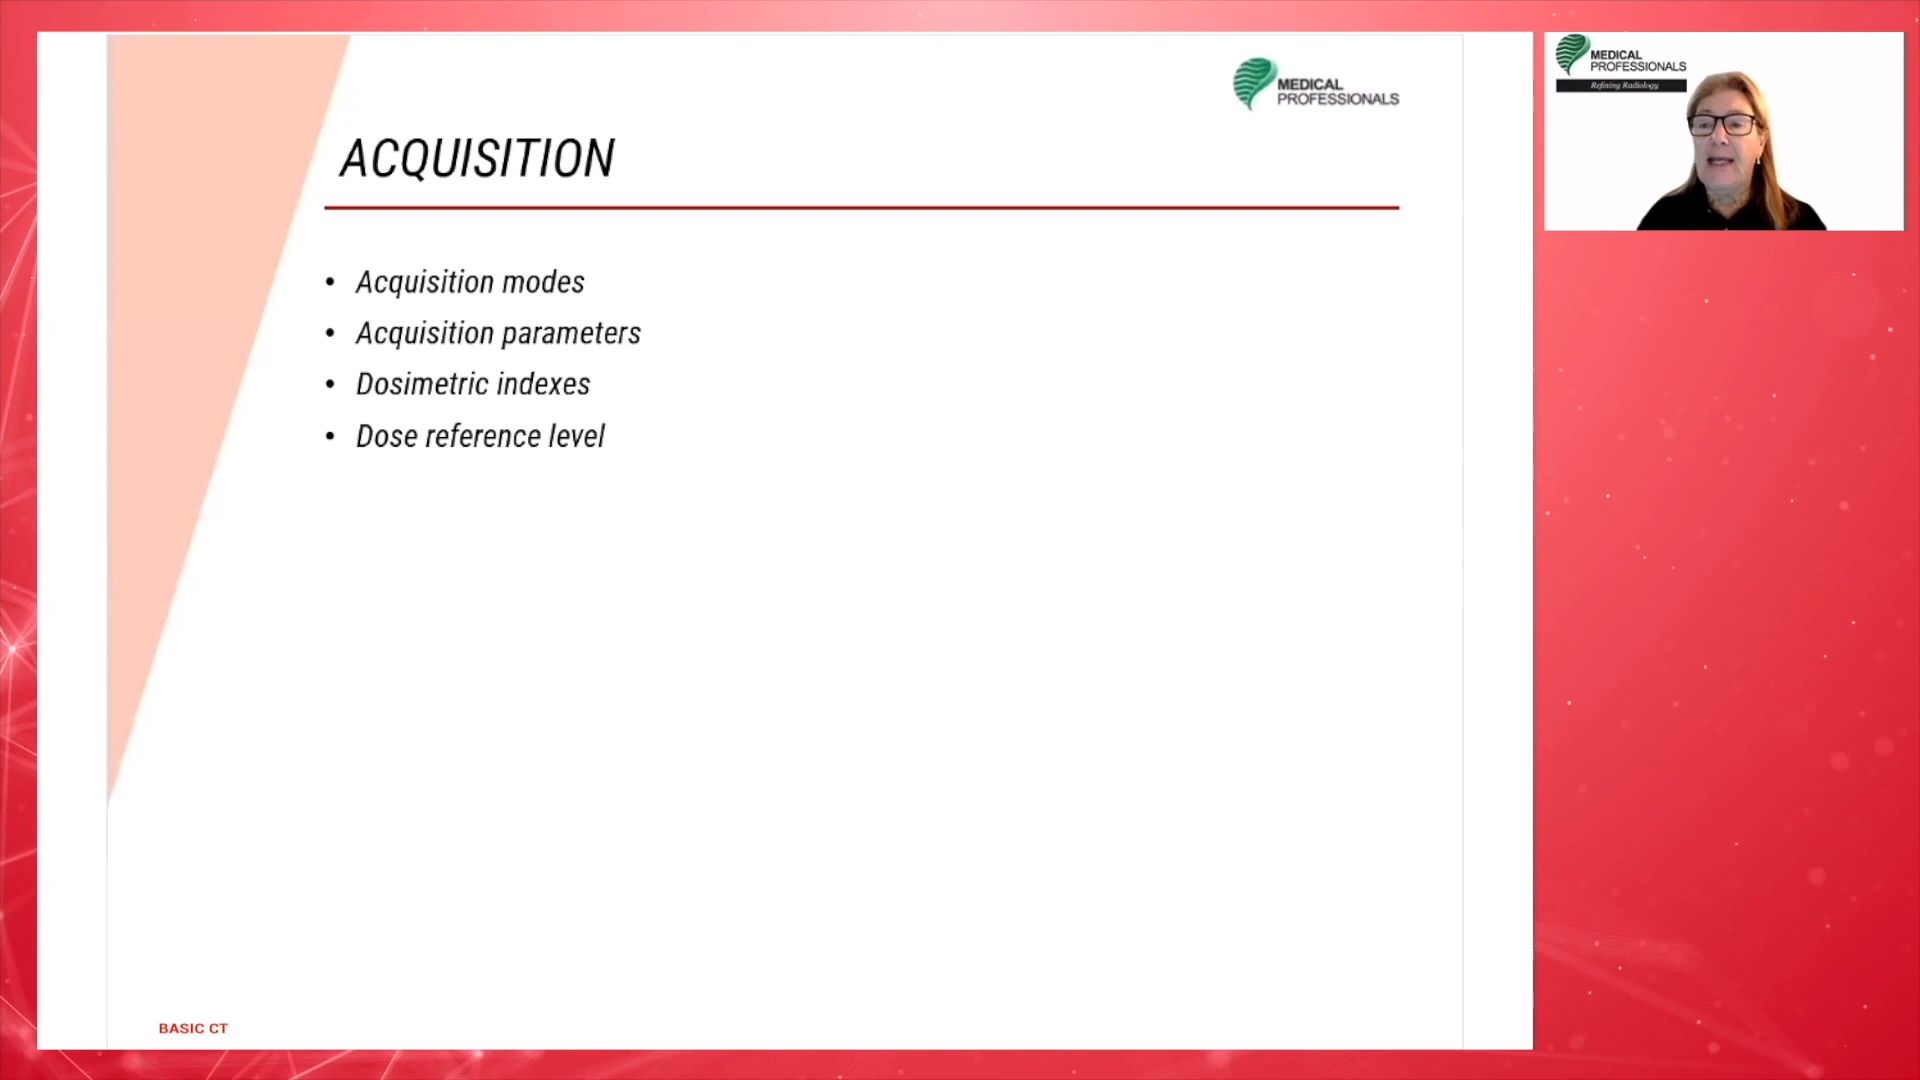 MEDICAL
PROFESSIONALS
ACQUISITION
• Acquisition modes
• Acquisition parameters
• Dosimetric indexes
• Dose reference level
BASIC CT
MEDICAL
PROFESSIONALS
Refining Radiology